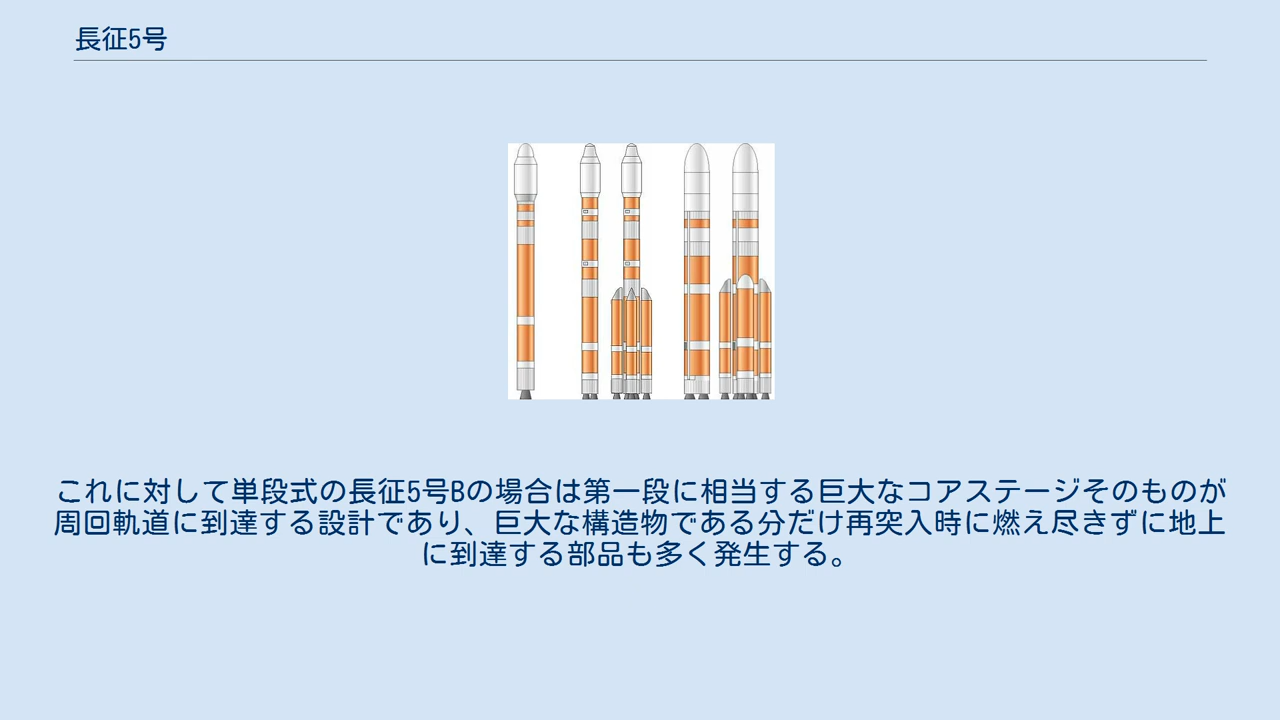 長征5号
これに対して単段式の長征5号Bの場合は第一段に相当する巨大なコアステージそのものが
周回軌道に到達する設計であり、巨大な構造物である分だけ再突入時に燃え尽きずに地上
に到達する部品も多く発生する。